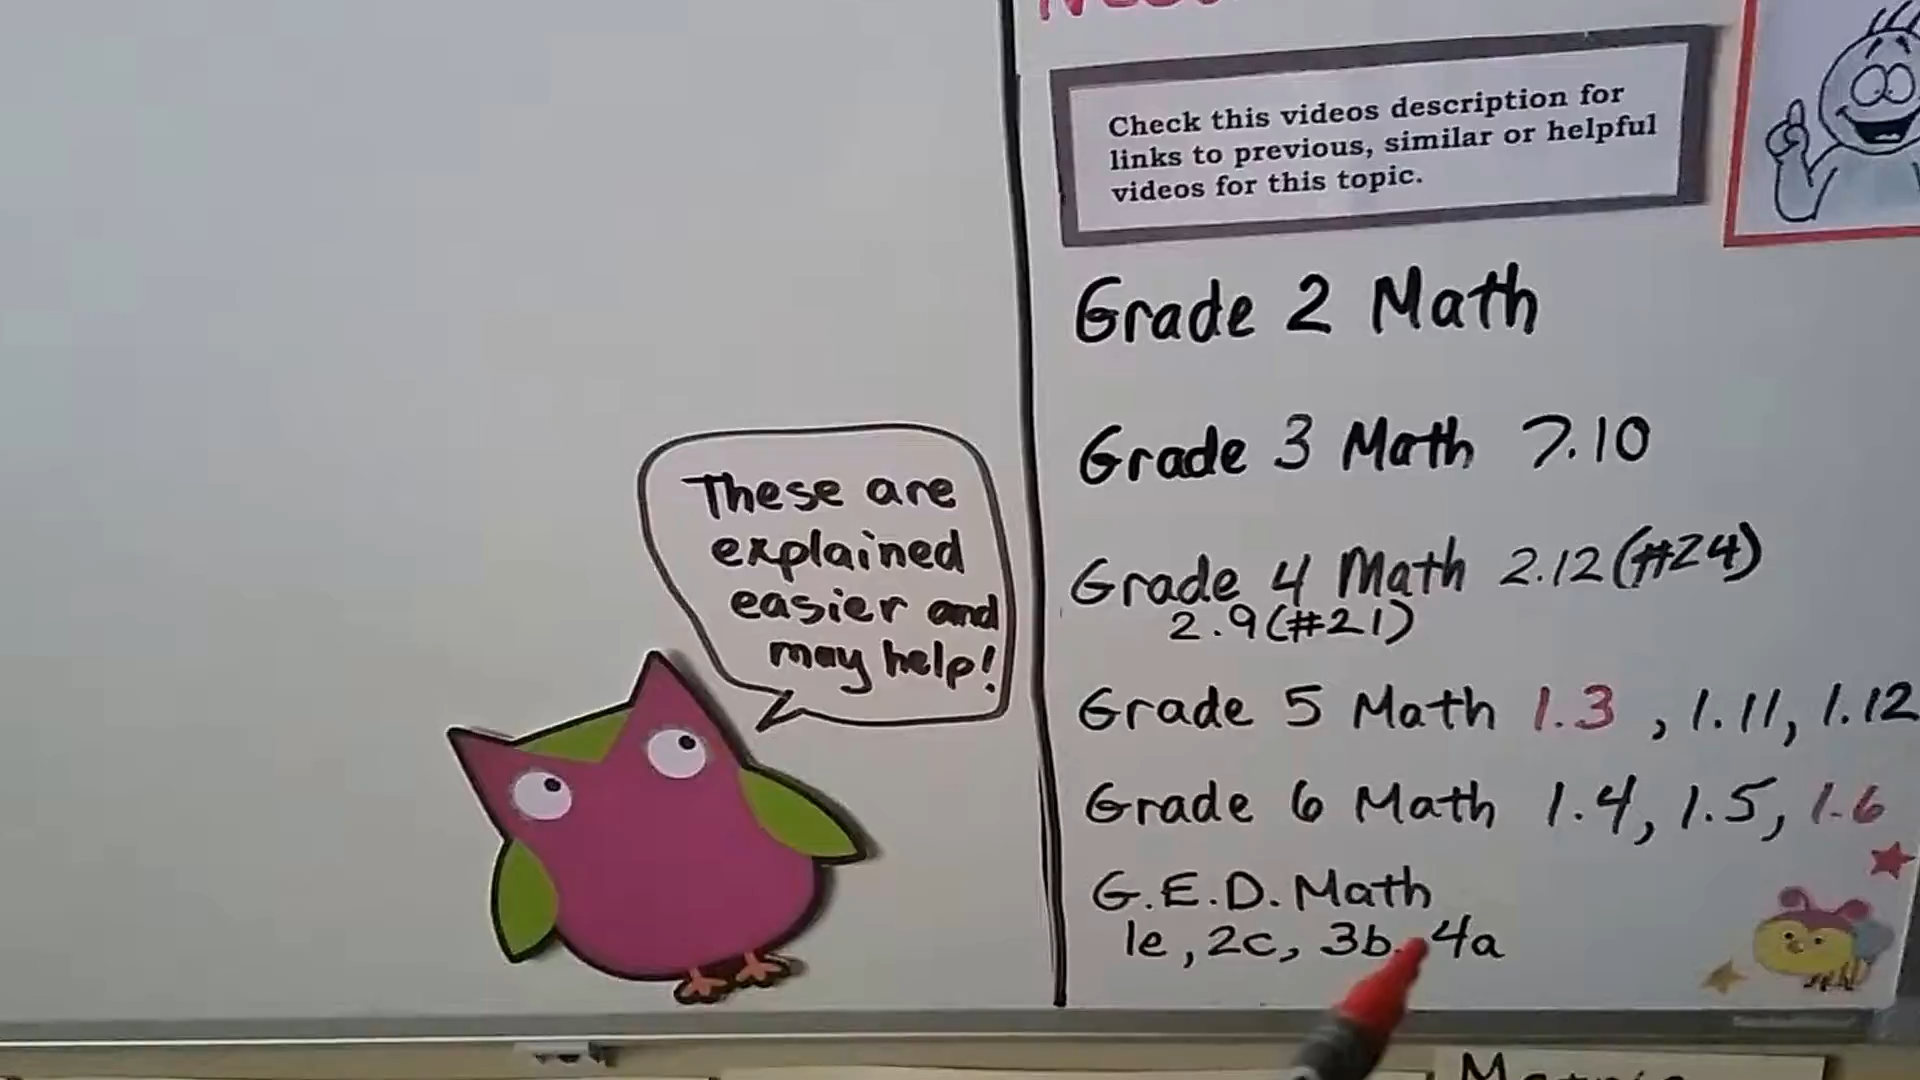 Check this videos description for
links to previous, similar or helpful
videos for this topic.
Grade 2 Math
Grade 3 Math 7.10
Grade 4 Math 2.12(#24)
2.9(#21)
Grade 5 Math 1.3 , 1.11, 1.12
Grade 6 Math 1.4, 1.5, 1.6
G.E.D. Math
1e, 2c, 3b, 4a
These are
explained
easier and
may help!